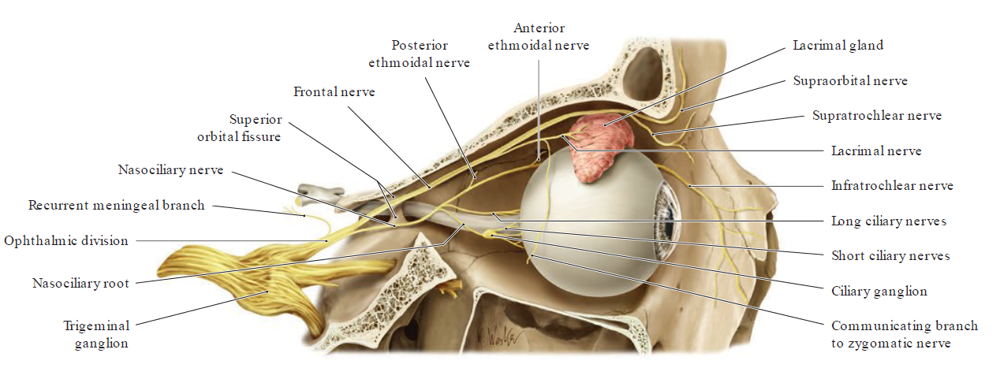 Anterior
ethmoidal nerve
Posterior
ethmoidal nerve
Frontal nerve
Superior
orbital fissure
Nasociliary nerve
Recurrent meningeal branch
Ophthalmic division
Nasociliary root
Trigeminal
ganglion
Lacrimal gland
Supraorbital nerve
Supratrochlear nerve
Lacrimal nerve
Infratrochlear nerve
Long ciliary nerves
Short ciliary nerves
Ciliary ganglion
Communicating branch
to zygomatic nerve